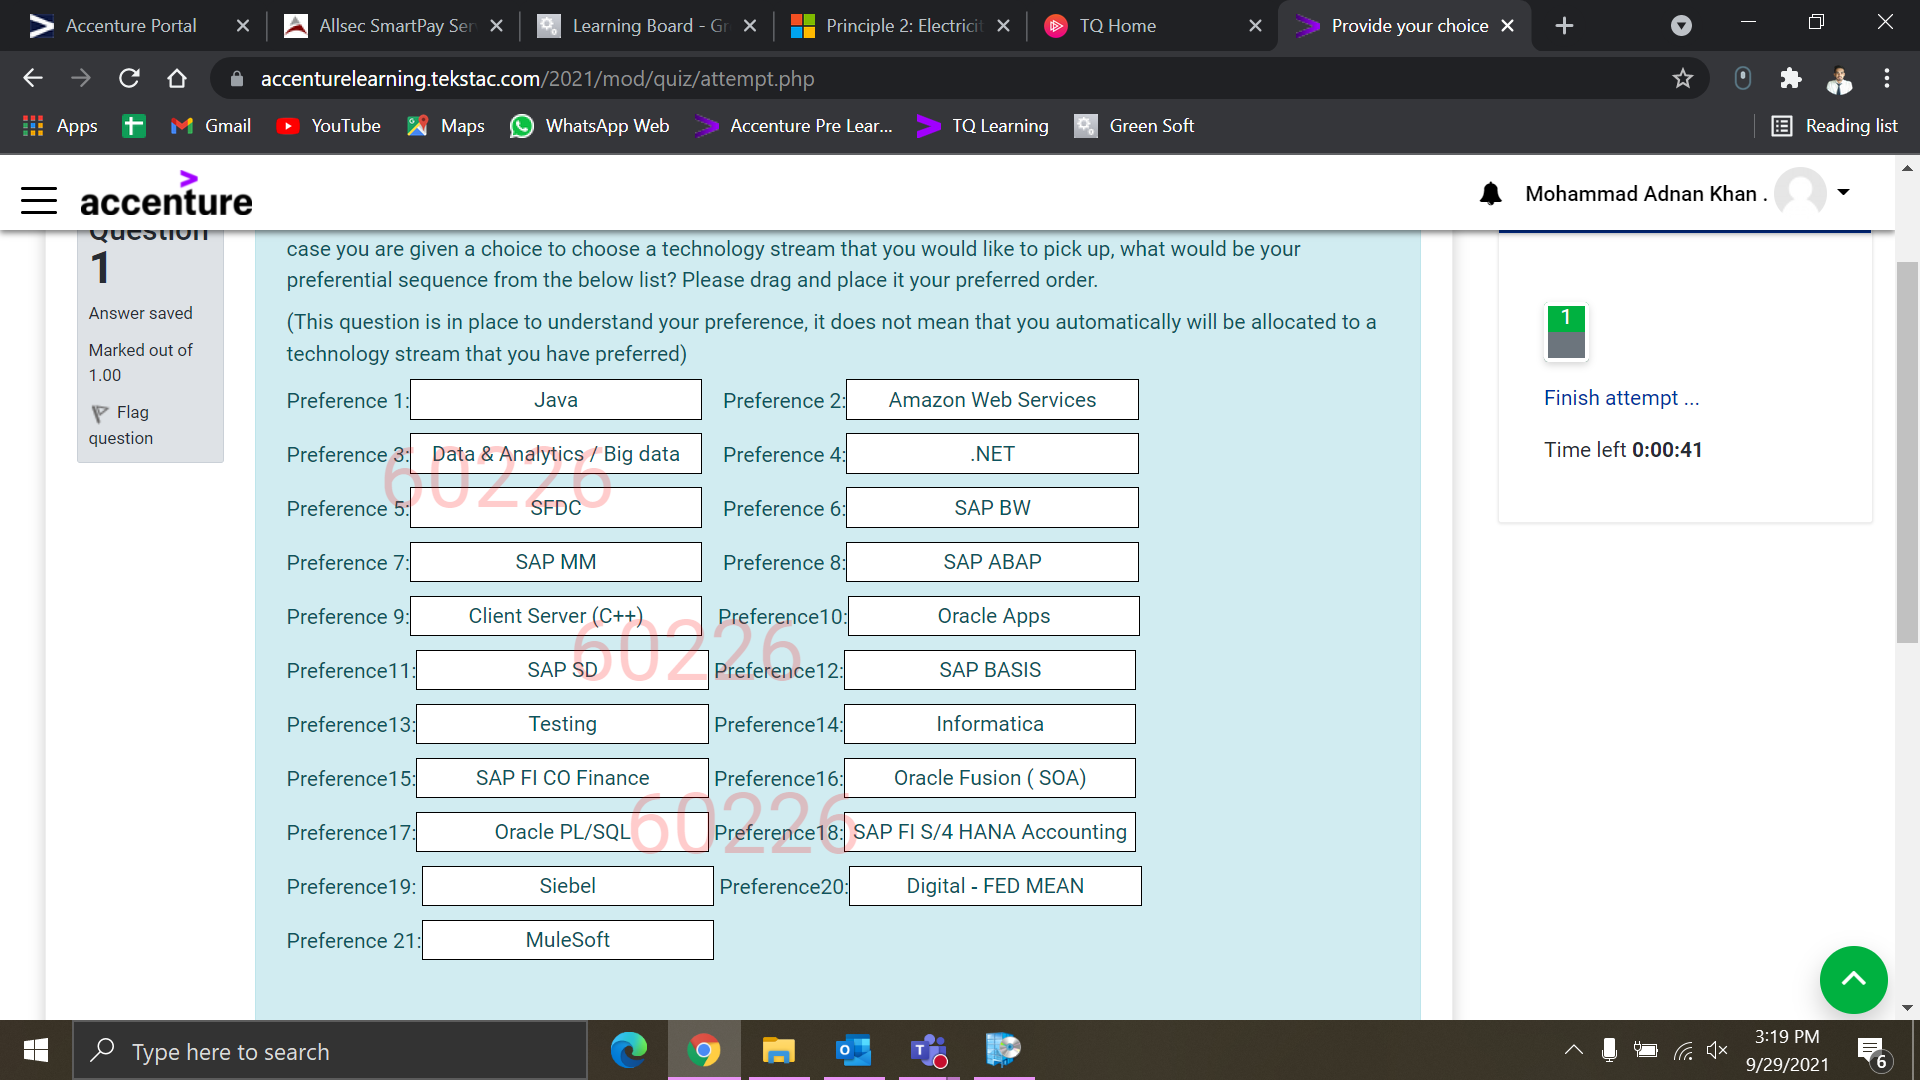 Accenture Portal
Allsec SmartPay Ser
Learning Board - Gr
Principle 2: Electricit
TQ Home
Provide your choice
accenturelearning.tekstac.com/2021/mod/quiz/attempt.php
Apps
Gmail
YouTube
Maps
WhatsApp Web
Accenture Pre Lear...
TQ Learning
Green Soft
Reading list
accenture
Mohammad Adnan Khan .
Question
1
Answer saved
Marked out of
1.00
Flag
question
case you are given a choice to choose a technology stream that you would like to pick up, what would be your
preferential sequence from the below list? Please drag and place it your preferred order.
(This question is in place to understand your preference, it does not mean that you automatically will be allocated to a
technology stream that you have preferred)
Preference 1: Java Preference 2: Amazon Web Services
Preference 3: Data & Analytics / Big data Preference 4: .NET
60226
Preference 5: SFDC Preference 6: SAP BW
Preference 7: SAP MM Preference 8: SAP ABAP
Preference 9: Client Server (C++) Preference10: Oracle Apps
60226
Preference11: SAP SD Preference12: SAP BASIS
Preference13: Testing Preference14: Informatica
Preference15: SAP FI CO Finance Preference16: Oracle Fusion ( SOA)
60226
Preference17: Oracle PL/SQL Preference18: SAP FI S/4 HANA Accounting
Preference19: Siebel Preference20: Digital - FED MEAN
Preference 21: MuleSoft
1
Finish attempt ...
Time left 0:00:41
Type here to search
3:19 PM
9/29/2021
6